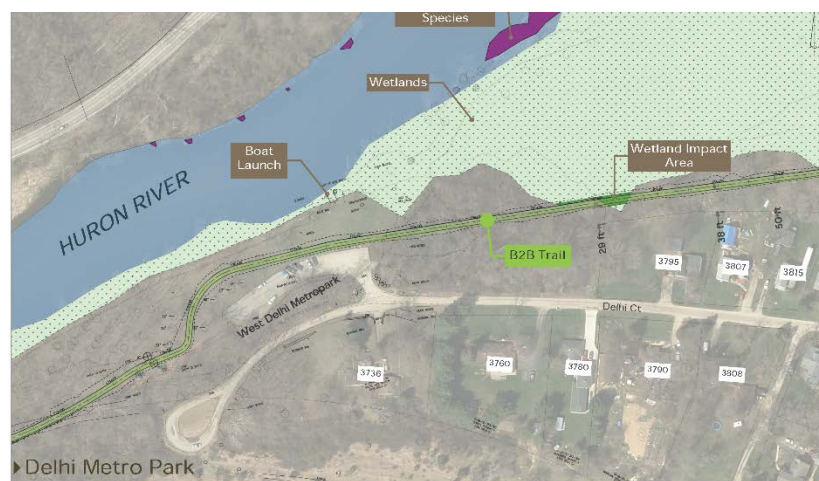 Species
Wetlands
Wetland Impact
Area
Boat
Launch
HURON RIVER
B2B Trail
29 ft
38 ft
50 ft
3795
3807
3815
West Delhi Metropark
Delhi Ct
3736
3760
3780
3790
3808
Delhi Metro Park